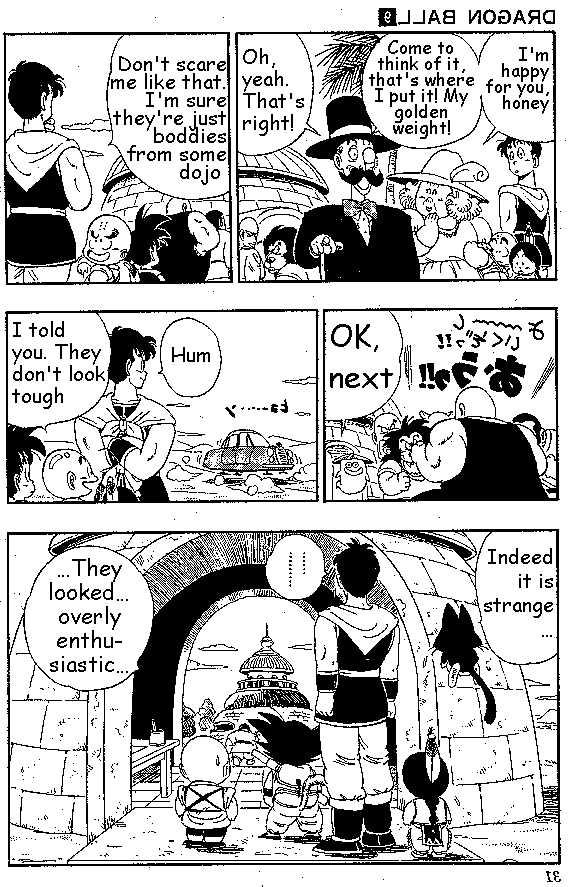 DRAGON BALL 9
Don't scare
me like that.
I'm sure
they're just
boddies
from some
dojo
Oh,
yeah.
That's
right!
Come to
think of it,
that's where
I put it! My
golden
weight!
I'm
happy
for you,
honey
I told
you. They
don't look
tough
Hum
OK,
next
...They
looked...
overly
enthu-
siastic...
Indeed
it is
strange
...
31